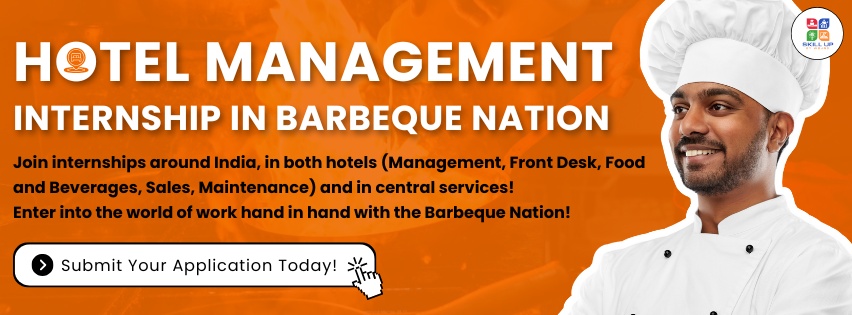 HOTEL MANAGEMENT
INTERNSHIP IN BARBEQUE NATION
Join internships around India, in both hotels (Management, Front Desk, Food
and Beverages, Sales, Maintenance) and in central services!
Enter into the world of work hand in hand with the Barbeque Nation!
Submit Your Application Today!
SKILL UP